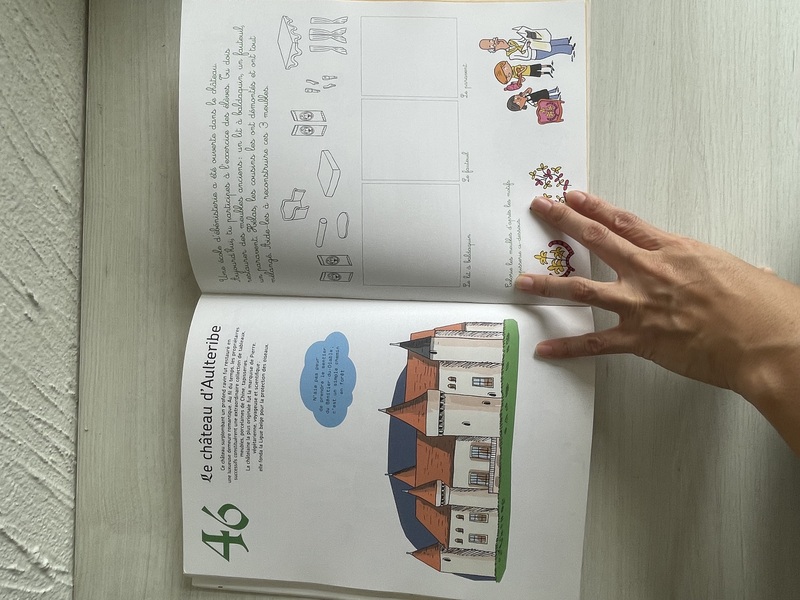 46
Le château d'Aulteribe
Ce château surplombant un profond ravin fut restauré en
une luxueuse demeure romantique. Au fil du temps, les propriétaires
successifs constituèrent une extraordinaire collection de tableaux,
meubles, porcelaines de Chine, tapisseries...
La châtelaine la plus originale fut la marquise de Pierre,
végétarienne, voyageuse et scientifique :
elle fonda la Ligue belge pour la protection des oiseaux.
N'aie pas peur
de prendre le sentier
du Bénitier-du-Diable,
c'est un simple chemin
en forêt.
Une école d'ébénisterie a été ouverte dans le château
Aujourd'hui, tu participes à l'exercice des élèves. Tu dois
restaurer des meubles anciens : un lit à baldaquin, un fauteuil,
un paravent. Hélas, les cousins les ont démontés et ont tout
mélangé. Aide-les à reconstruire ces 3 meubles.
Le lit à baldaquin
Le fauteuil
Le paravent
Colorie les meubles d'après les motifs
tapisserie ci-dessous.